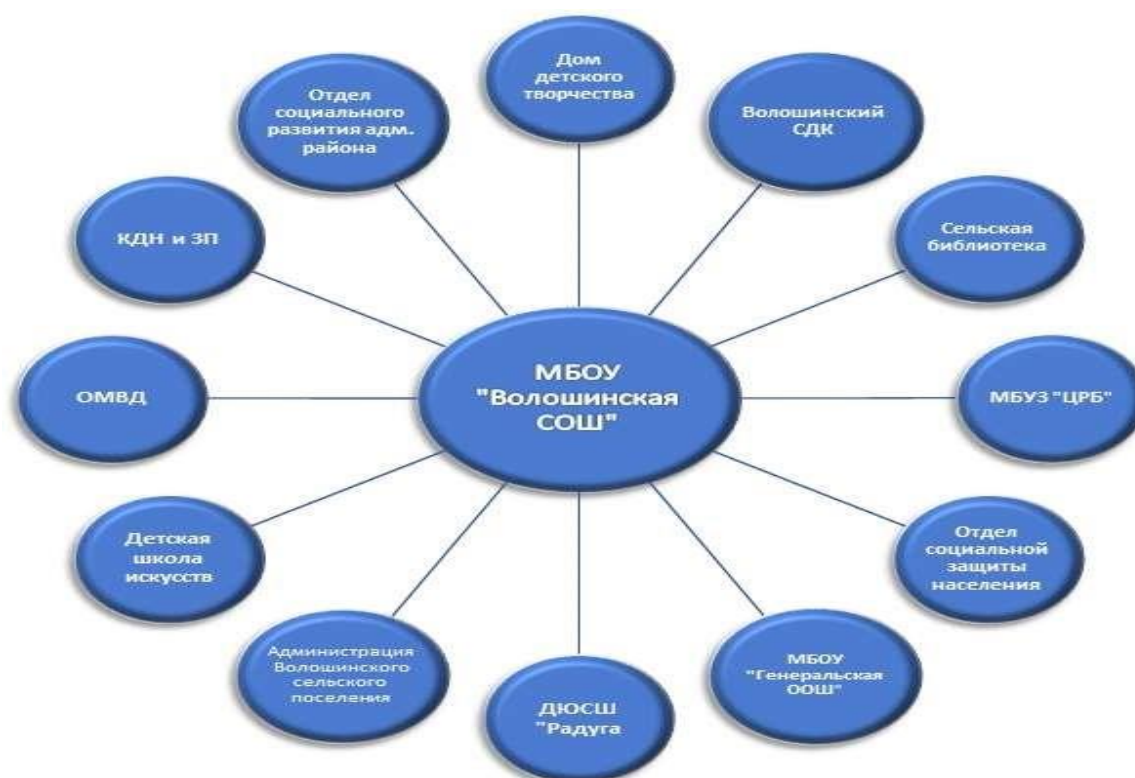 Дом
детского
творчества
Волошинский
СДК
Сельская
библиотека
МБУЗ "ЦРБ"
Отдел
социальной
защиты
населения
МБОУ
"Генеральская
ООШ"
ДЮСШ
"Радуга
Администрация
Волошинского
сельского
поселения
Детская
школа
искусств
ОМВД
КДН и ЗП
Отдел
социального
развития адм.
района
МБОУ
"Волошинская
СОШ"